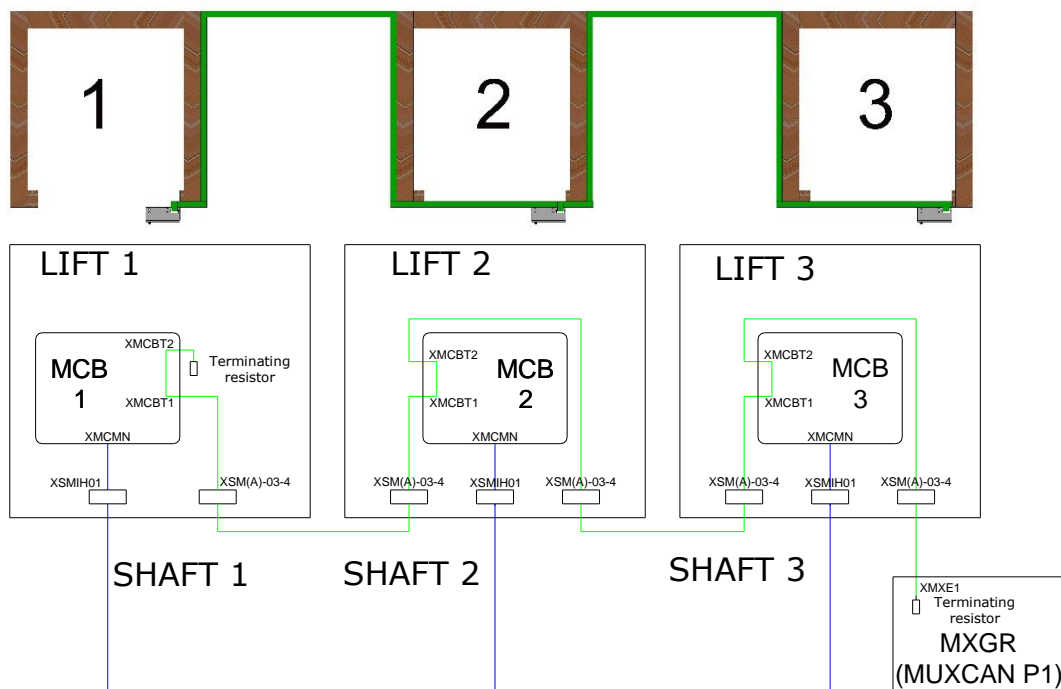 1
2
3
LIFT 1
LIFT 2
LIFT 3
XMCBT2
MCB
1
Terminating
resistor
XMCBT1
XMCMN
XSMIH01
XSM(A)-03-4
XMCBT2
MCB
2
XMCBT1
XMCMN
XSM(A)-03-4
XSMIH01
XSM(A)-03-4
XMCBT2
MCB
3
XMCBT1
XMCMN
XSM(A)-03-4
XSMIH01
XSM(A)-03-4
SHAFT 1
SHAFT 2
SHAFT 3
XMXE1
Terminating
resistor
MXGR
(MUXCAN P1)